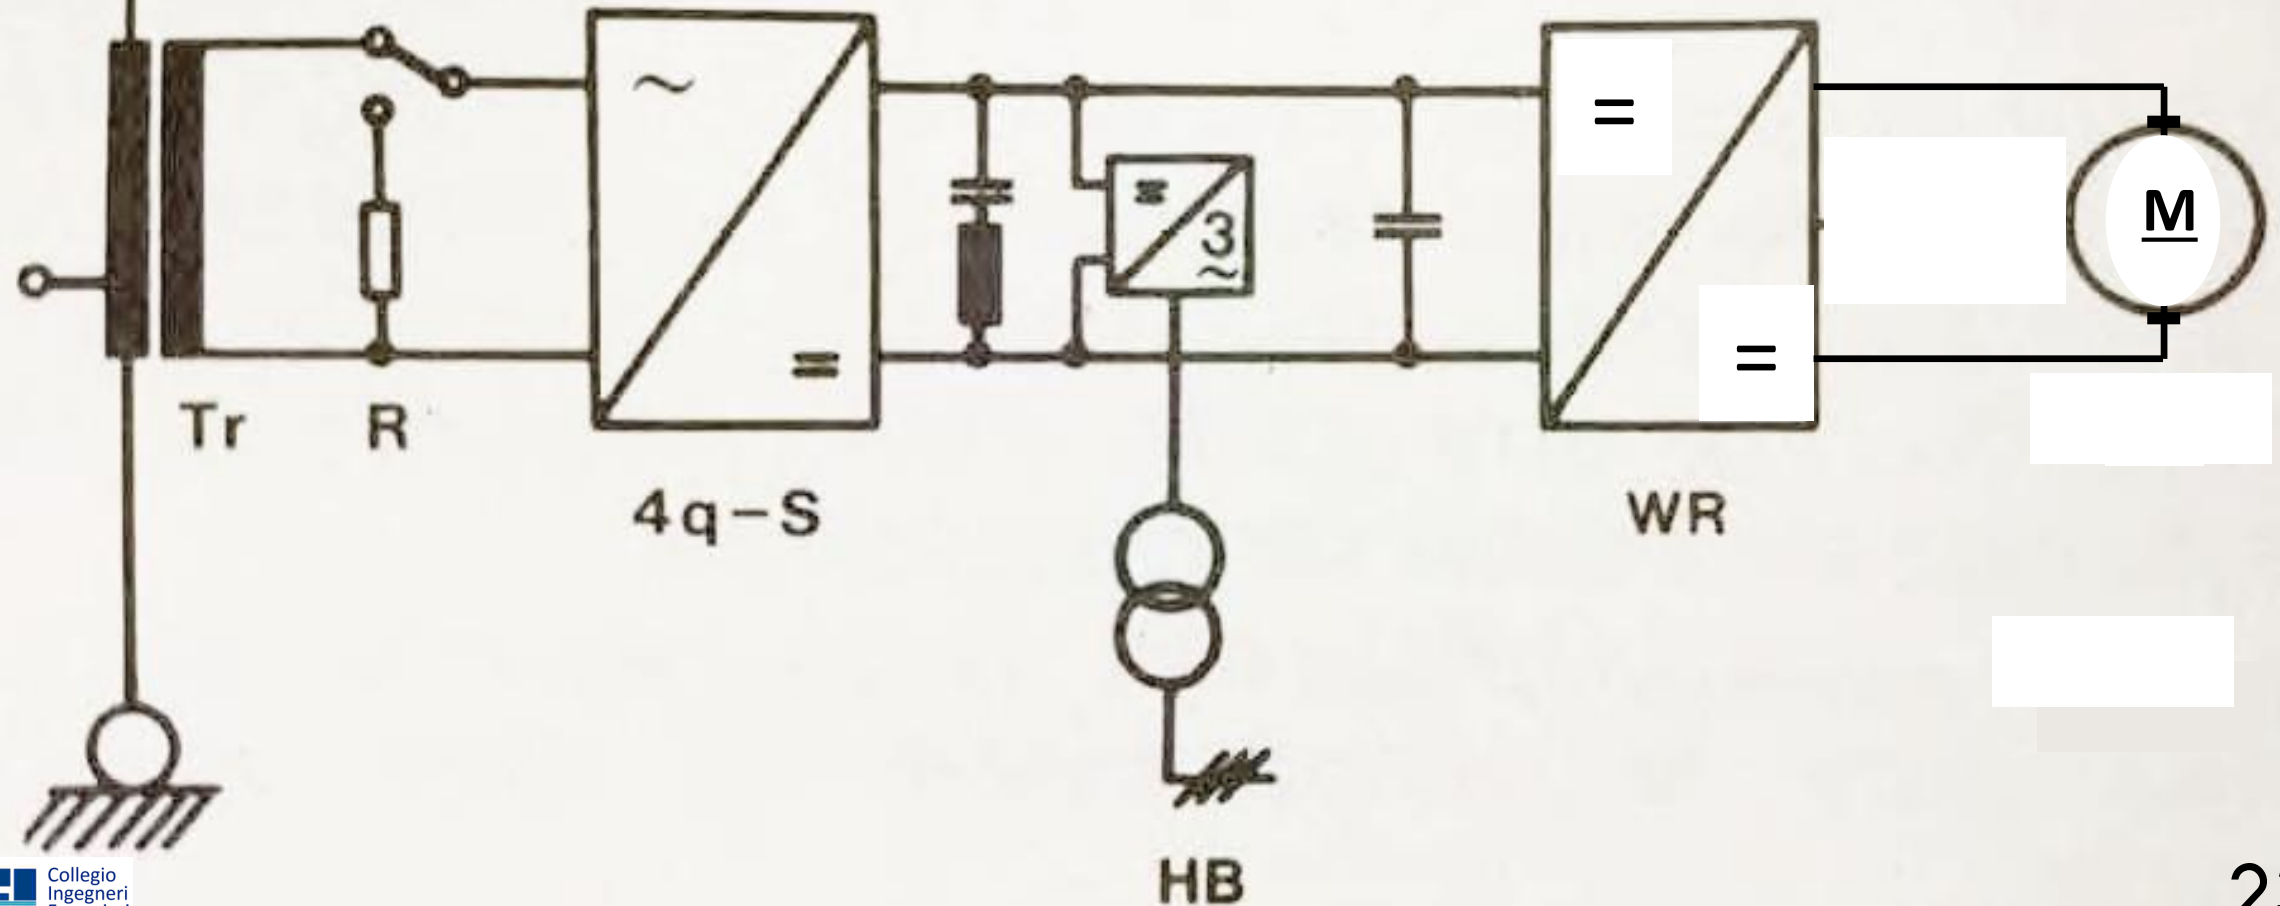 ~
=
=
3
~
=
=
M
Tr
R
4q-S
WR
HB
Collegio
Ingegneri